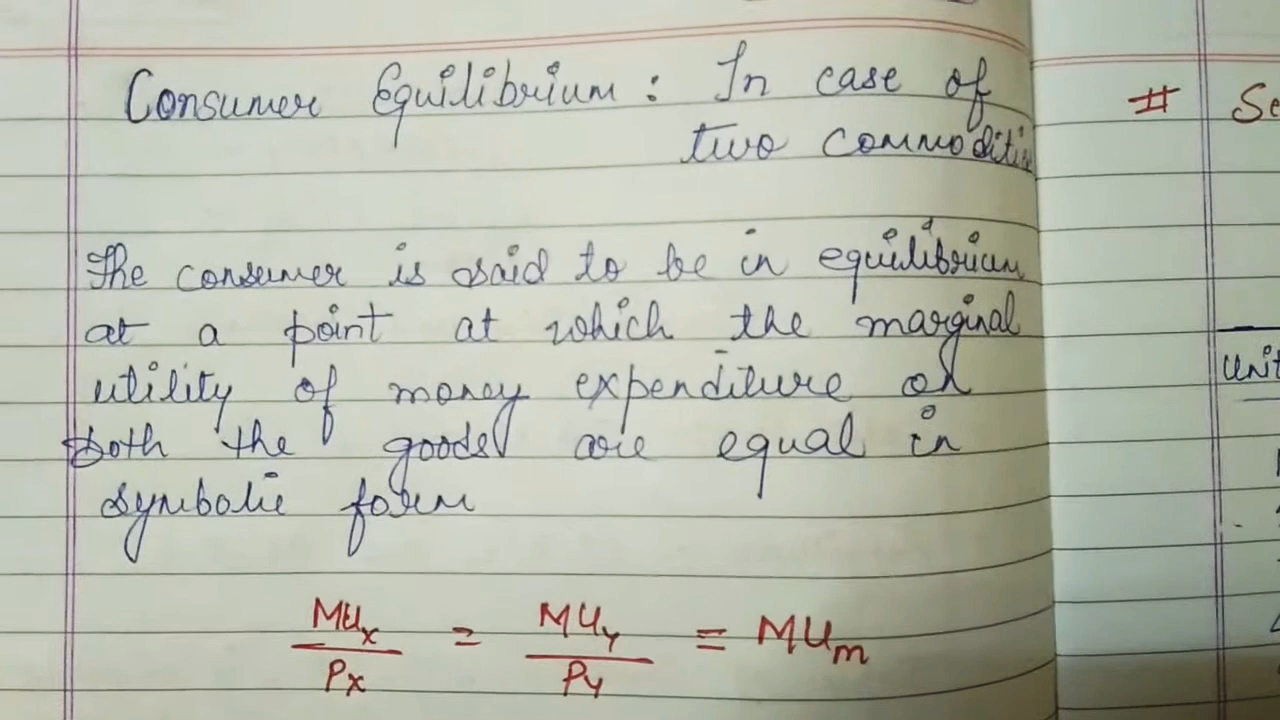 Consumer Equilibrium : In case of
two commodities
The consumer is said to be in equilibrium
at a point at which the marginal
utility of money expenditure on
both the goods are equal in
symbolic form
MUx / Px = MUy / Py = MUm
#
Unit